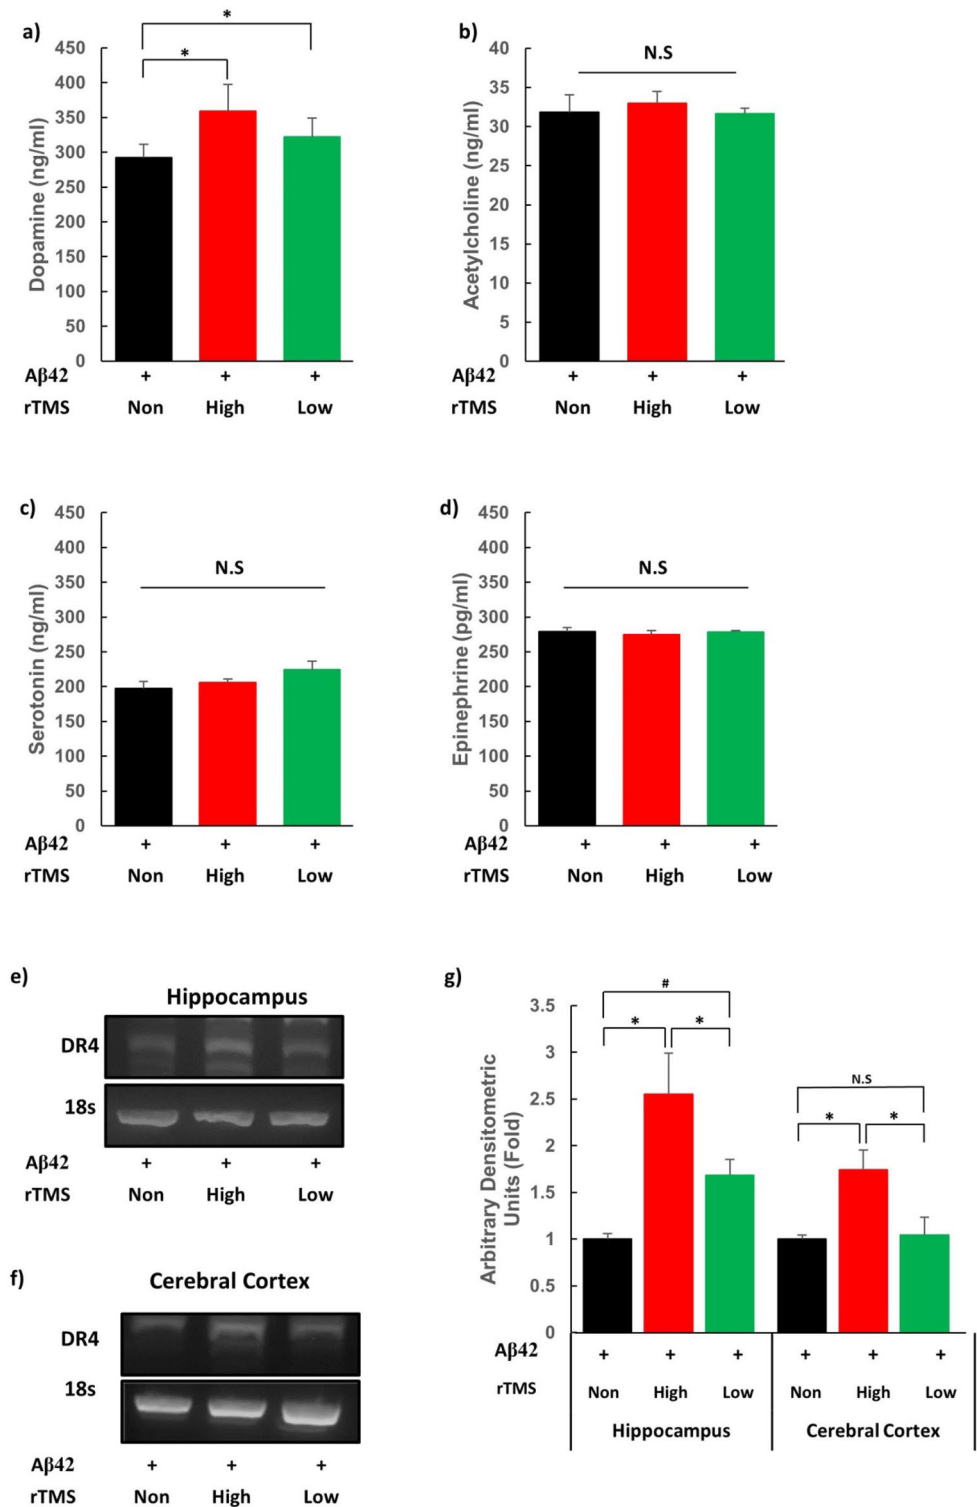 a)
*
*
450
400
350
300
250
200
150
100
50
0
Dopamine (ng/ml)
Aβ42 + + +
rTMS Non High Low
b)
N.S
40
35
30
25
20
15
10
5
0
Acetylcholine (ng/ml)
Aβ42 + + +
rTMS Non High Low
c)
N.S
450
400
350
300
250
200
150
100
50
0
Serotonin (ng/ml)
Aβ42 + + +
rTMS Non High Low
d)
N.S
450
400
350
300
250
200
150
100
50
0
Epinephrine (pg/ml)
Aβ42 + + +
rTMS Non High Low
e)
Hippocampus
DR4
18s
Aβ42 + + +
rTMS Non High Low
f)
Cerebral Cortex
DR4
18s
Aβ42 + + +
rTMS Non High Low
g)
#
* *
N.S
* *
3.5
3
2.5
2
1.5
1
0.5
0
Arbitrary Densitometric
Units (Fold)
Aβ42 + + + + + +
rTMS Non High Low Non High Low
Hippocampus Cerebral Cortex